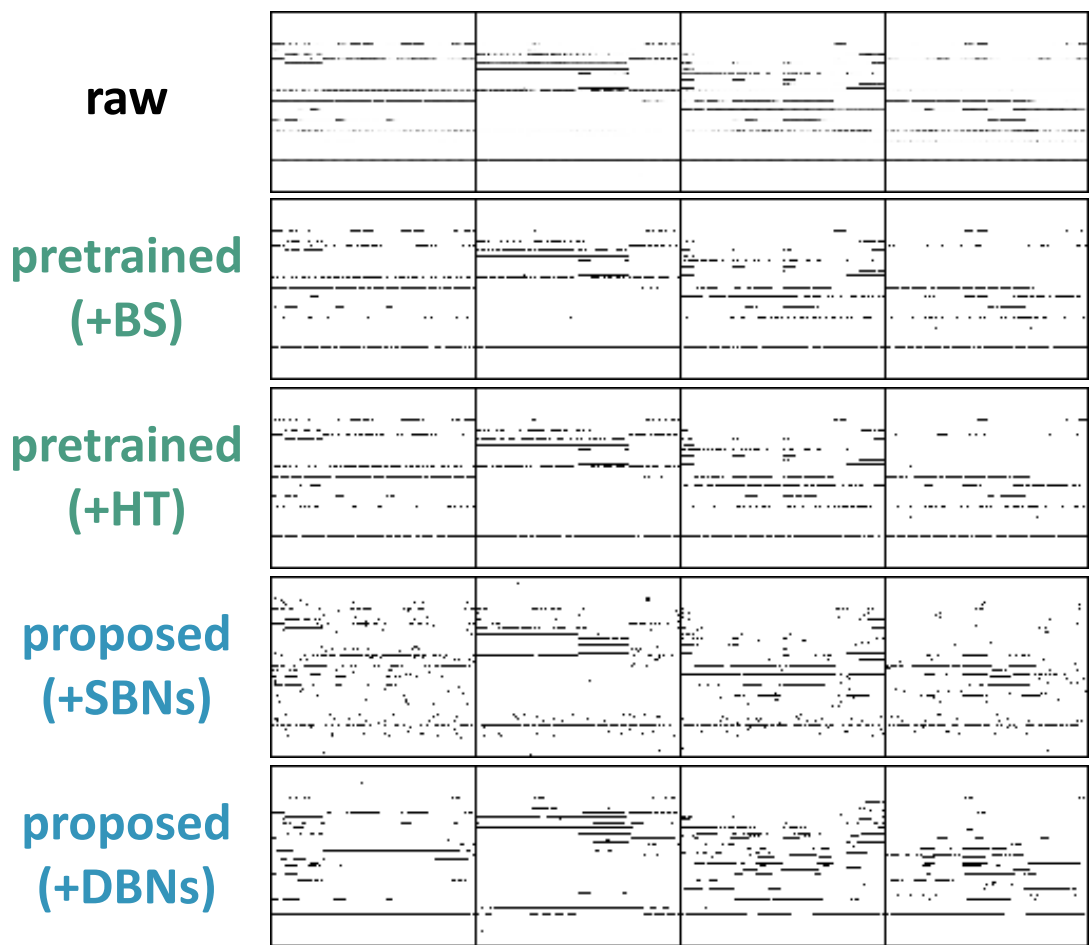 raw
pretrained
(+BS)
pretrained
(+HT)
proposed
(+SBNs)
proposed
(+DBNs)